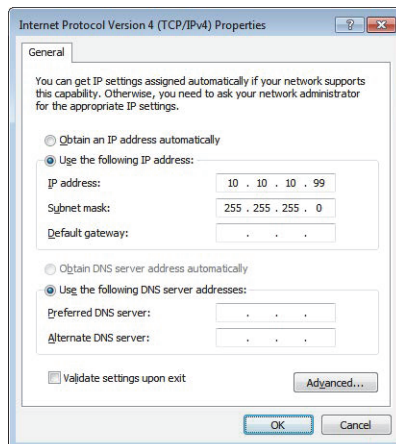 Internet Protocol Version 4 (TCP/IPv4) Properties
General
You can get IP settings assigned automatically if your network supports
this capability. Otherwise, you need to ask your network administrator
for the appropriate IP settings.
Obtain an IP address automatically
Use the following IP address:
IP address: 10 . 10 . 10 . 99
Subnet mask: 255 . 255 . 255 . 0
Default gateway: . . .
Obtain DNS server address automatically
Use the following DNS server addresses:
Preferred DNS server: . . .
Alternate DNS server: . . .
Validate settings upon exit
Advanced...
OK Cancel